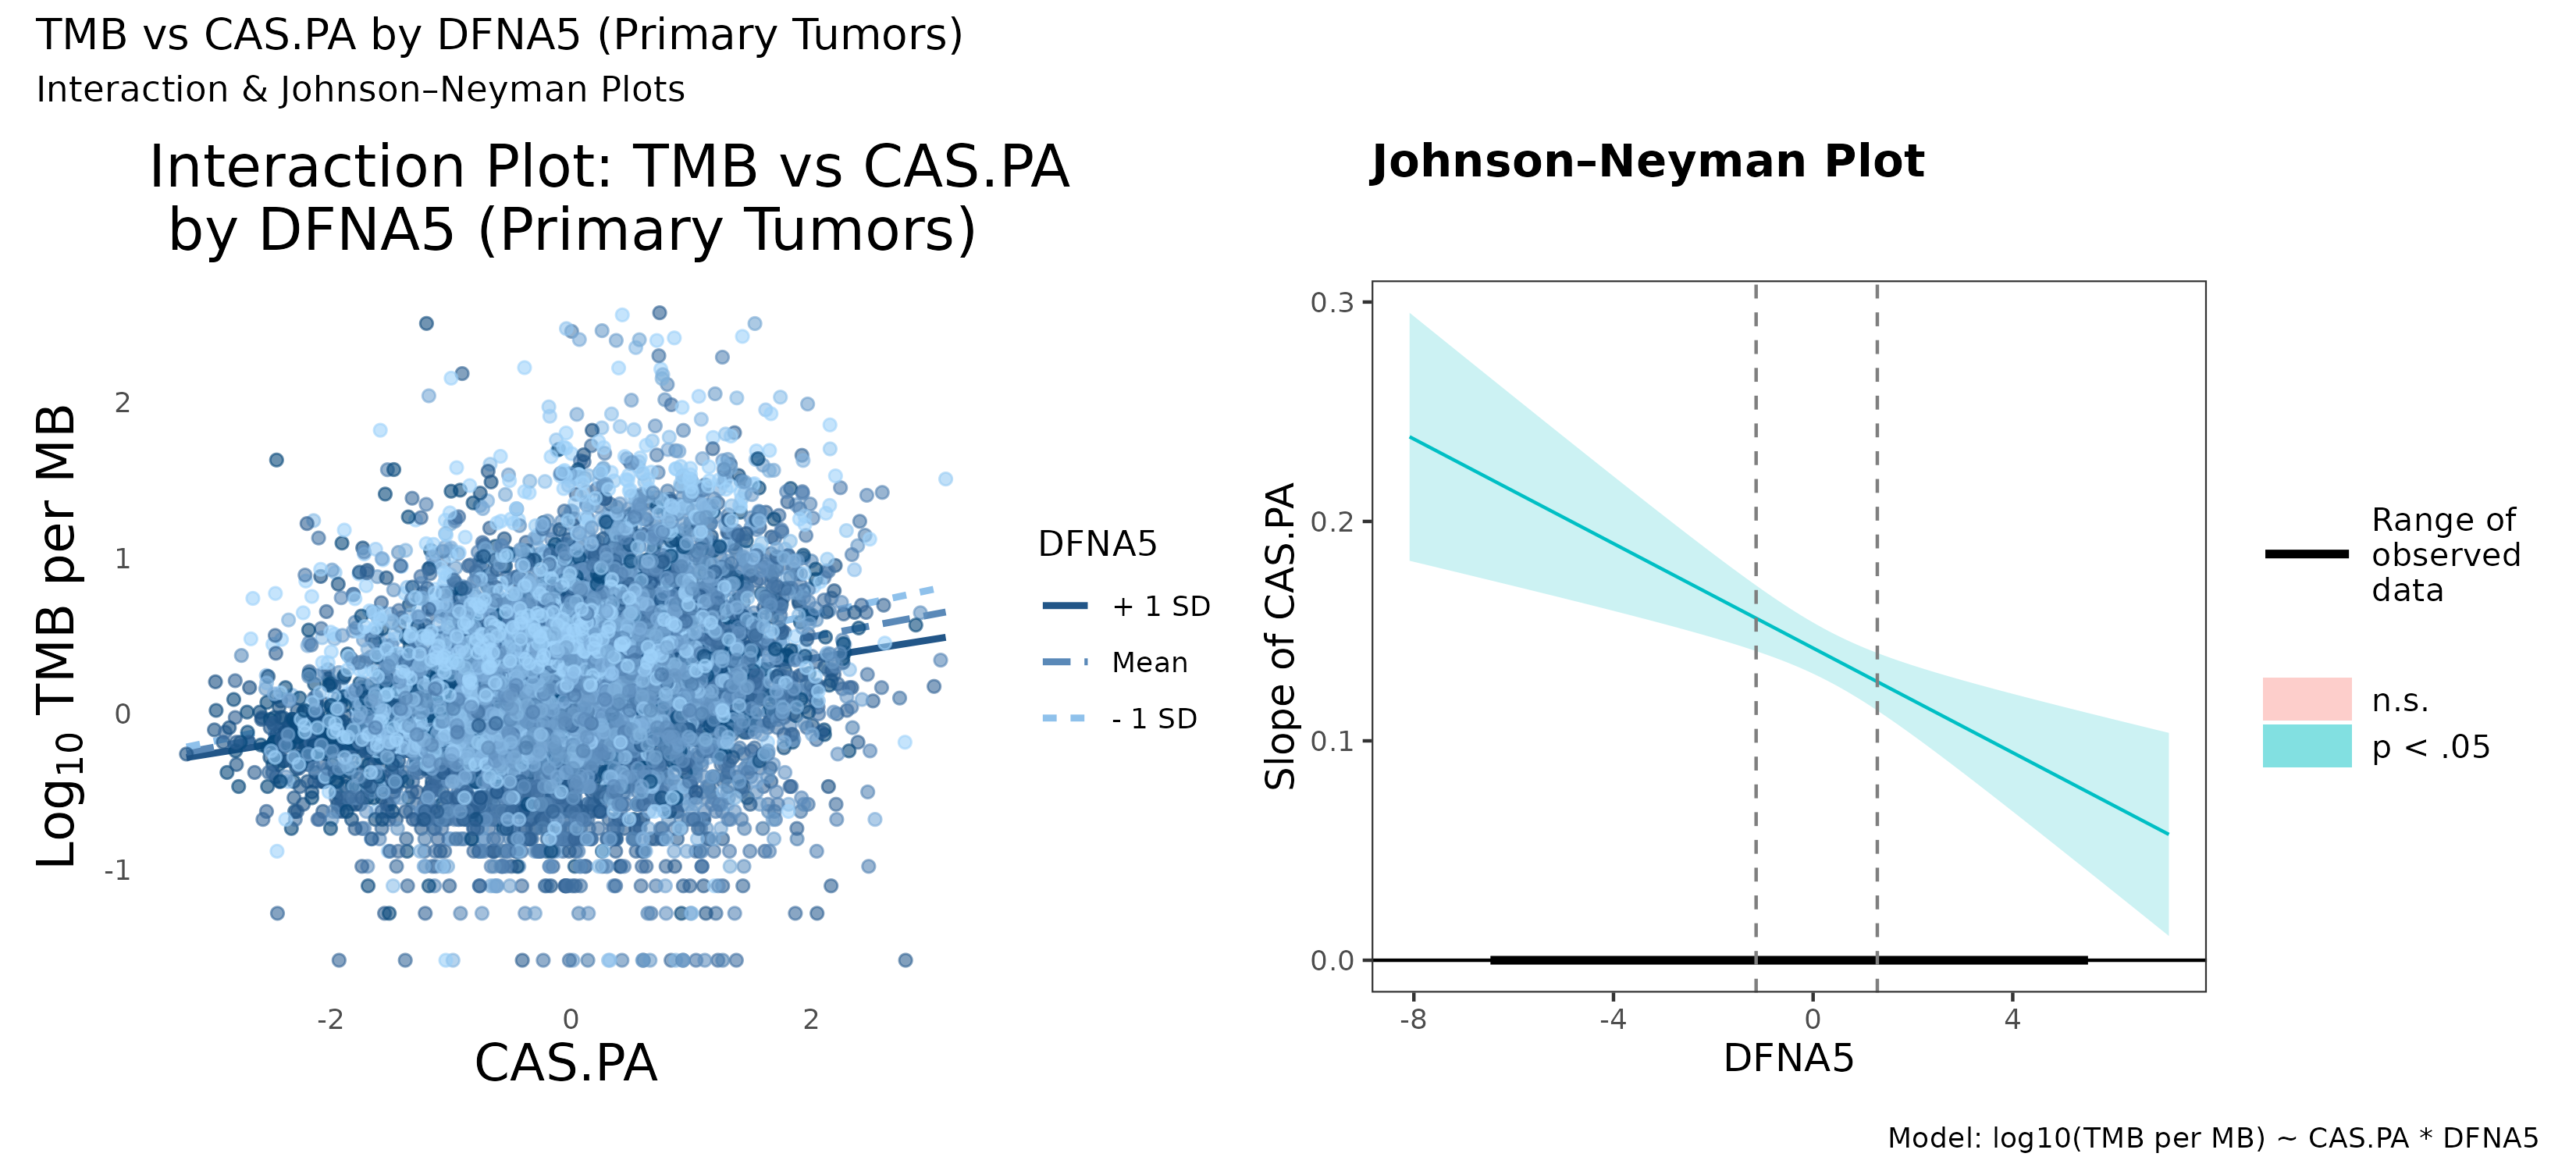 TMB vs CAS.PA by DFNA5 (Primary Tumors)
Interaction & Johnson–Neyman Plots
Interaction Plot: TMB vs CAS.PA
by DFNA5 (Primary Tumors)
Log10 TMB per MB
2
1
0
-1
-2
0
2
CAS.PA
DFNA5
+ 1 SD
Mean
- 1 SD
Johnson–Neyman Plot
Slope of CAS.PA
0.3
0.2
0.1
0.0
-8
-4
0
4
DFNA5
Range of
observed
data
n.s.
p < .05
Model: log10(TMB per MB) ~ CAS.PA * DFNA5